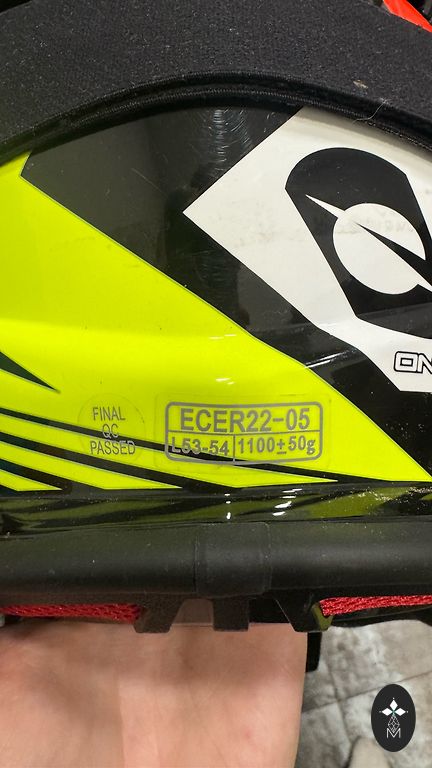 ON
FINAL
QC
PASSED
ECER22-05
L53-54
1100±50g
M